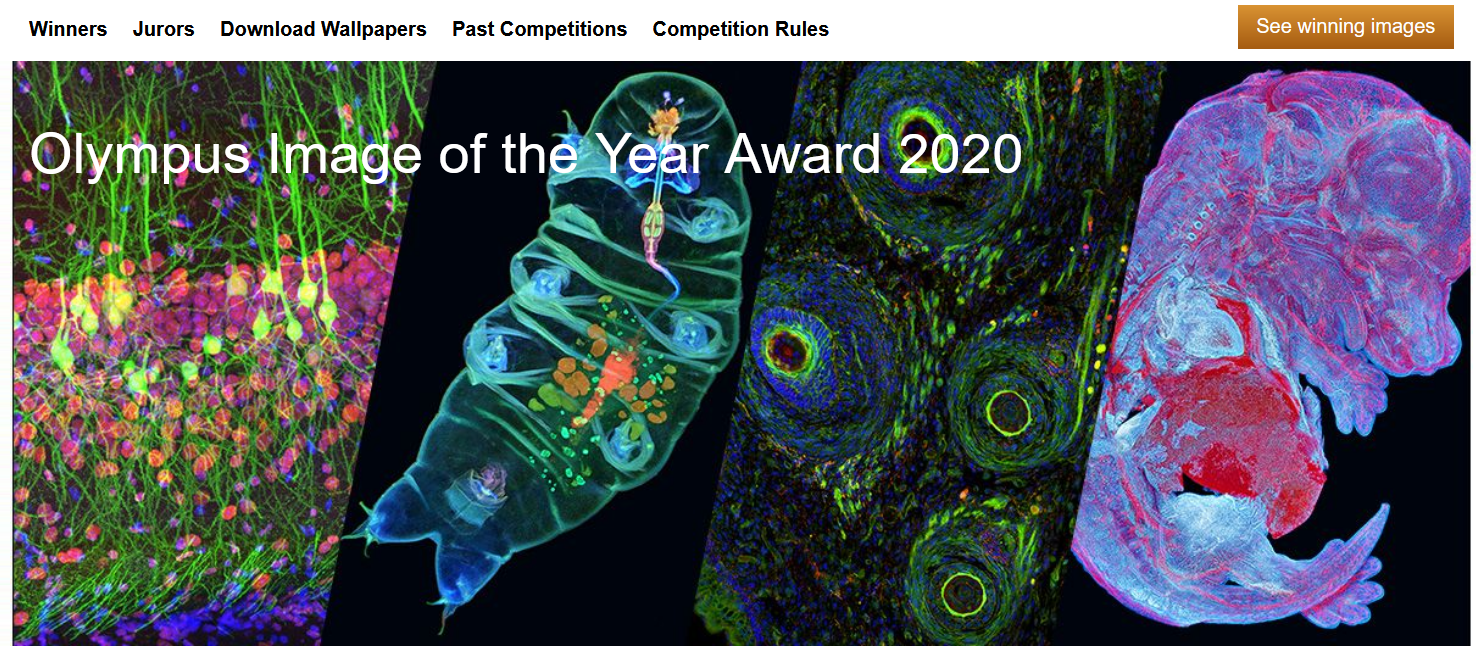 Winners Jurors Download Wallpapers Past Competitions Competition Rules See winning images
Olympus Image of the Year Award 2020